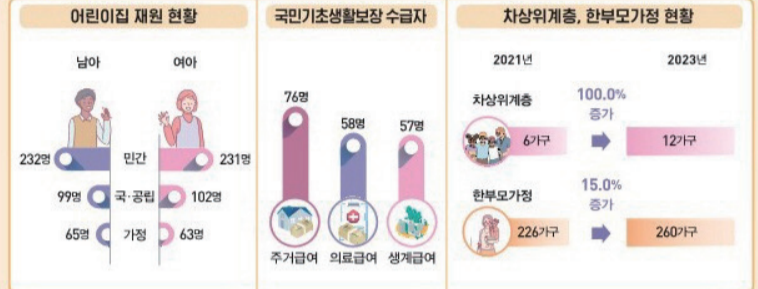 어린이집 재원 현황
남아 여아
232명 민간 231명
99명 국·공립 102명
65명 가정 63명
국민기초생활보장 수급자
76명
58명
57명
주거급여 의료급여 생계급여
차상위계층, 한부모가정 현황
2021년 2023년
차상위계층
100.0%
증가
6가구 12가구
한부모가정
15.0%
증가
226가구 260가구